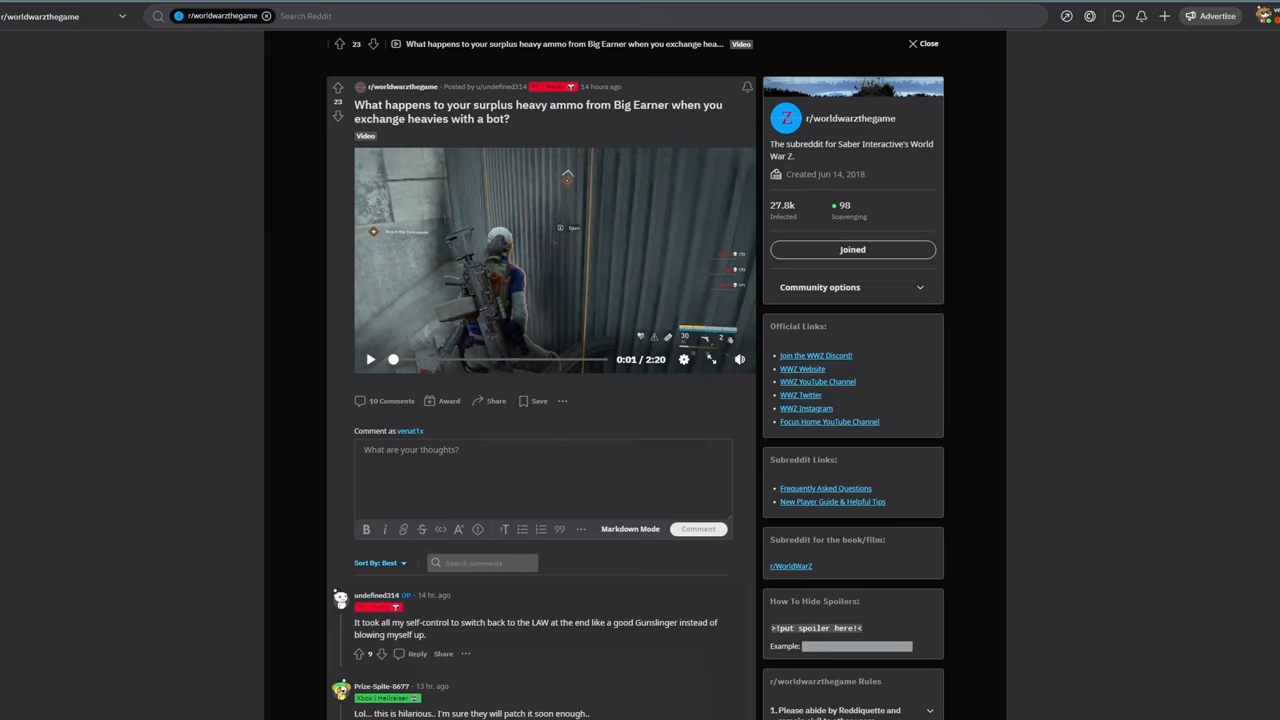 r/worldwarzthegame
r/worldwarzthegame
Search Reddit
Advertise
23
What happens to your surplus heavy ammo from Big Earner when you exchange hea...
Video
Close
r/worldwarzthegame · Posted by u/undefined314 PC | Medic 14 hours ago
23
What happens to your surplus heavy ammo from Big Earner when you
exchange heavies with a bot?
Video
Open
30
2
0:01 / 2:20
10 Comments
Award
Share
Save
Comment as venat1x
What are your thoughts?
Markdown Mode
Comment
Sort By: Best
Search comments
undefined314 OP · 14 hr. ago
PC | Medic
It took all my self-control to switch back to the LAW at the end like a good Gunslinger instead of
blowing myself up.
9
Reply
Share
Prize-Spite-8677 · 13 hr. ago
Xbox | Hellraiser
Lol... this is hilarious.. I'm sure they will patch it soon enough..
r/worldwarzthegame
The subreddit for Saber Interactive's World
War Z.
Created Jun 14, 2018
27.8k
Infected
98
Scavenging
Joined
Community options
Official Links:
Join the WWZ Discord!
WWZ Website
WWZ YouTube Channel
WWZ Twitter
WWZ Instagram
Focus Home YouTube Channel
Subreddit Links:
Frequently Asked Questions
New Player Guide & Helpful Tips
Subreddit for the book/film:
r/WorldWarZ
How To Hide Spoilers:
>!put spoiler here!<
Example:
r/worldwarzthegame Rules
1. Please abide by Reddiquette and